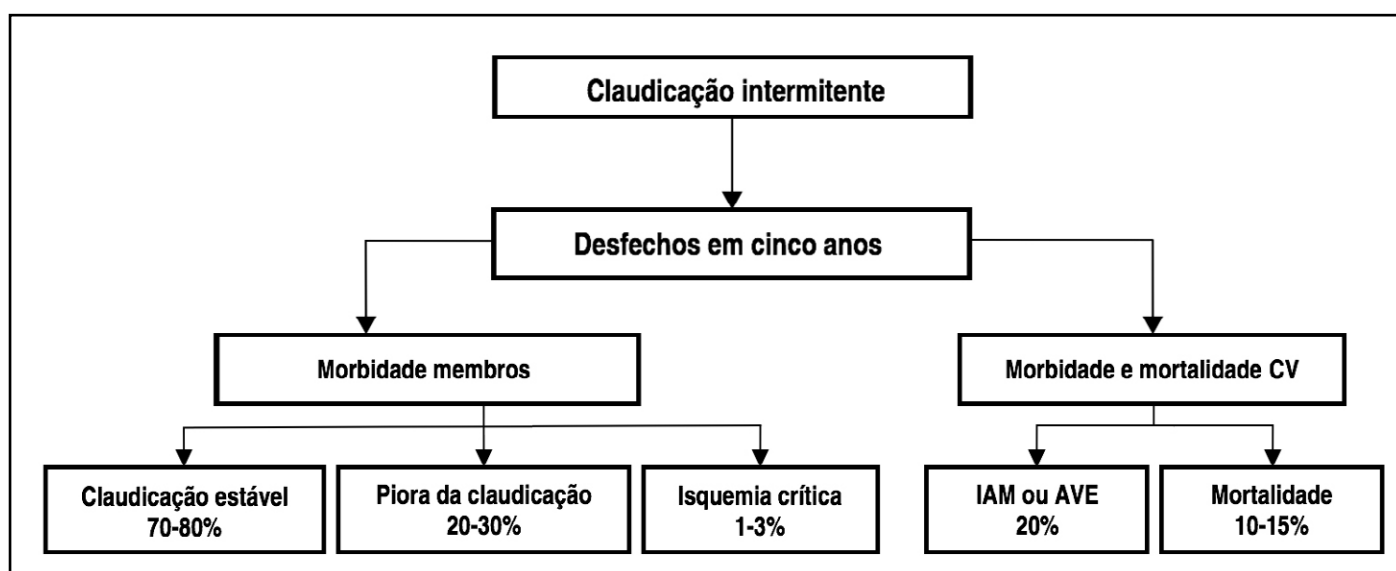 Claudicação intermitente
Desfechos em cinco anos
Morbidade membros
Morbidade e mortalidade CV
Claudicação estável
70-80%
Piora da claudicação
20-30%
Isquemia crítica
1-3%
IAM ou AVE
20%
Mortalidade
10-15%